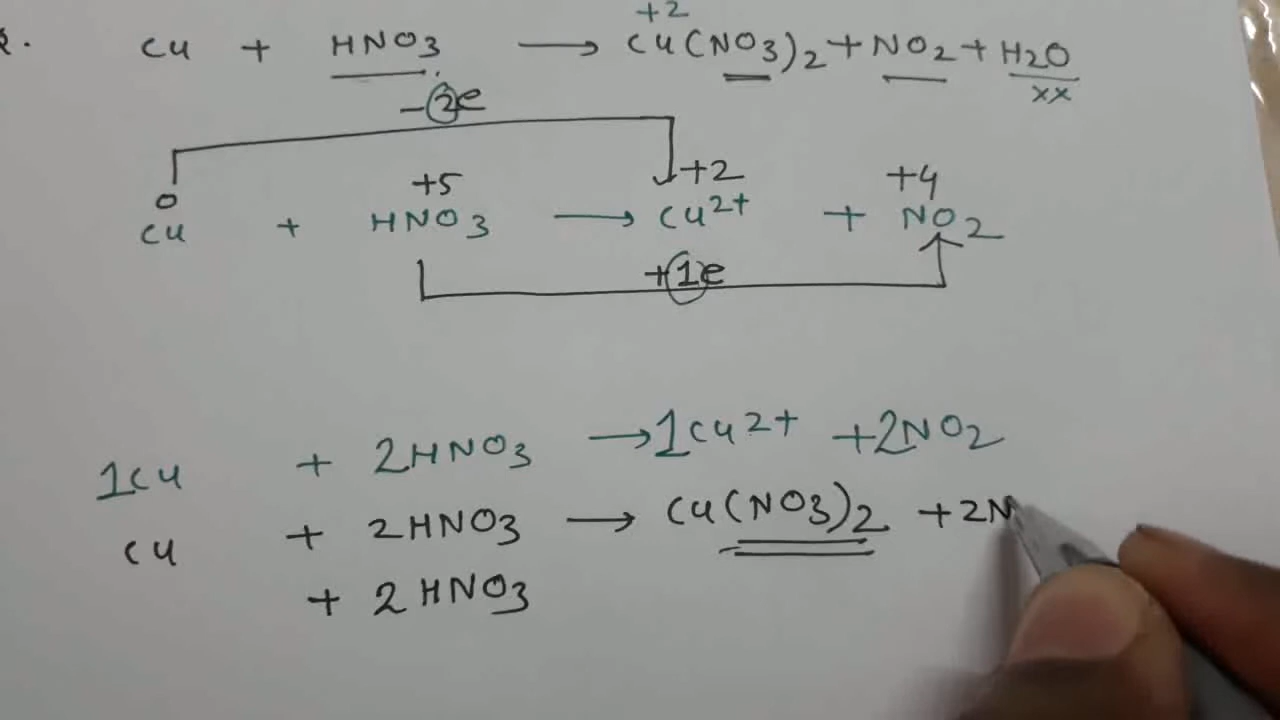 +2
Cu + HNO3 → Cu(NO3)2 + NO2 + H2O
xx
-2e
0 +5 +2 +4
Cu + HNO3 → Cu2+ + NO2
+1e
1Cu + 2HNO3 → 1Cu2+ + 2NO2
Cu + 2HNO3 → Cu(NO3)2 + 2N
+ 2HNO3